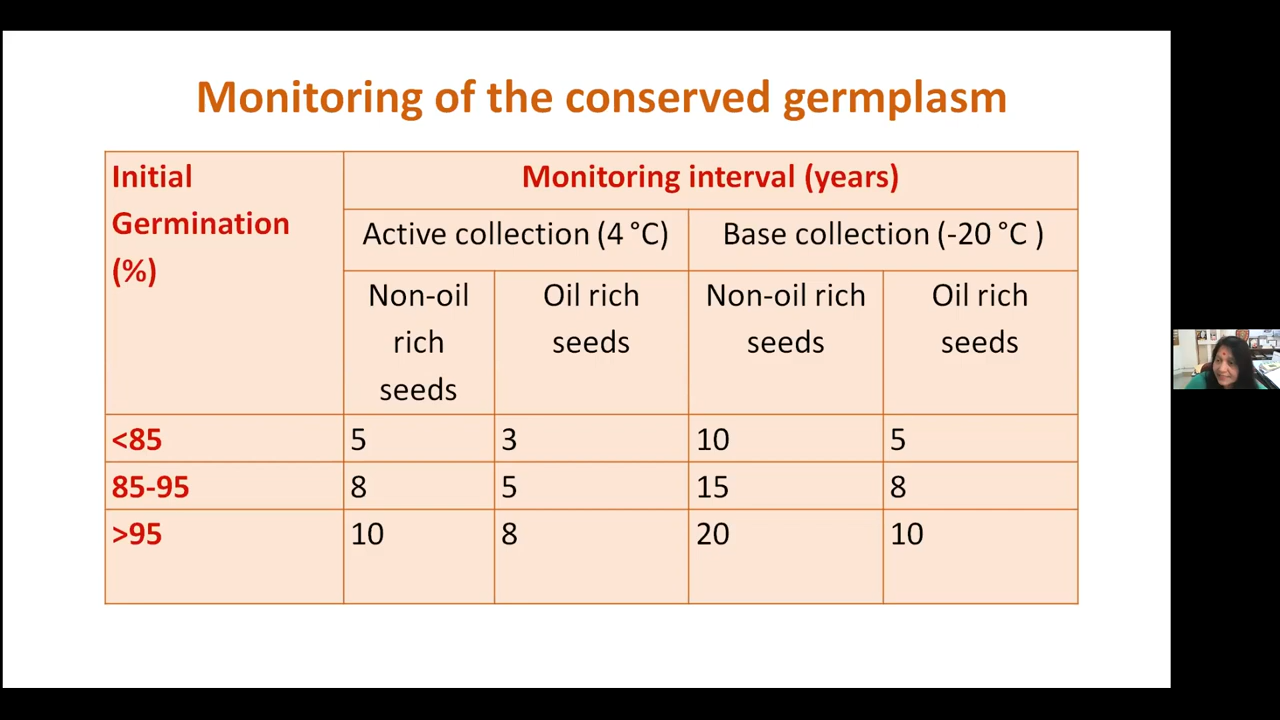 Monitoring of the conserved germplasm
Initial
Germination
(%)
Monitoring interval (years)
Active collection (4 °C)
Base collection (-20 °C )
Non-oil
rich
seeds
Oil rich
seeds
Non-oil rich
seeds
Oil rich
seeds
<85 5 3 10 5
85-95 8 5 15 8
>95 10 8 20 10